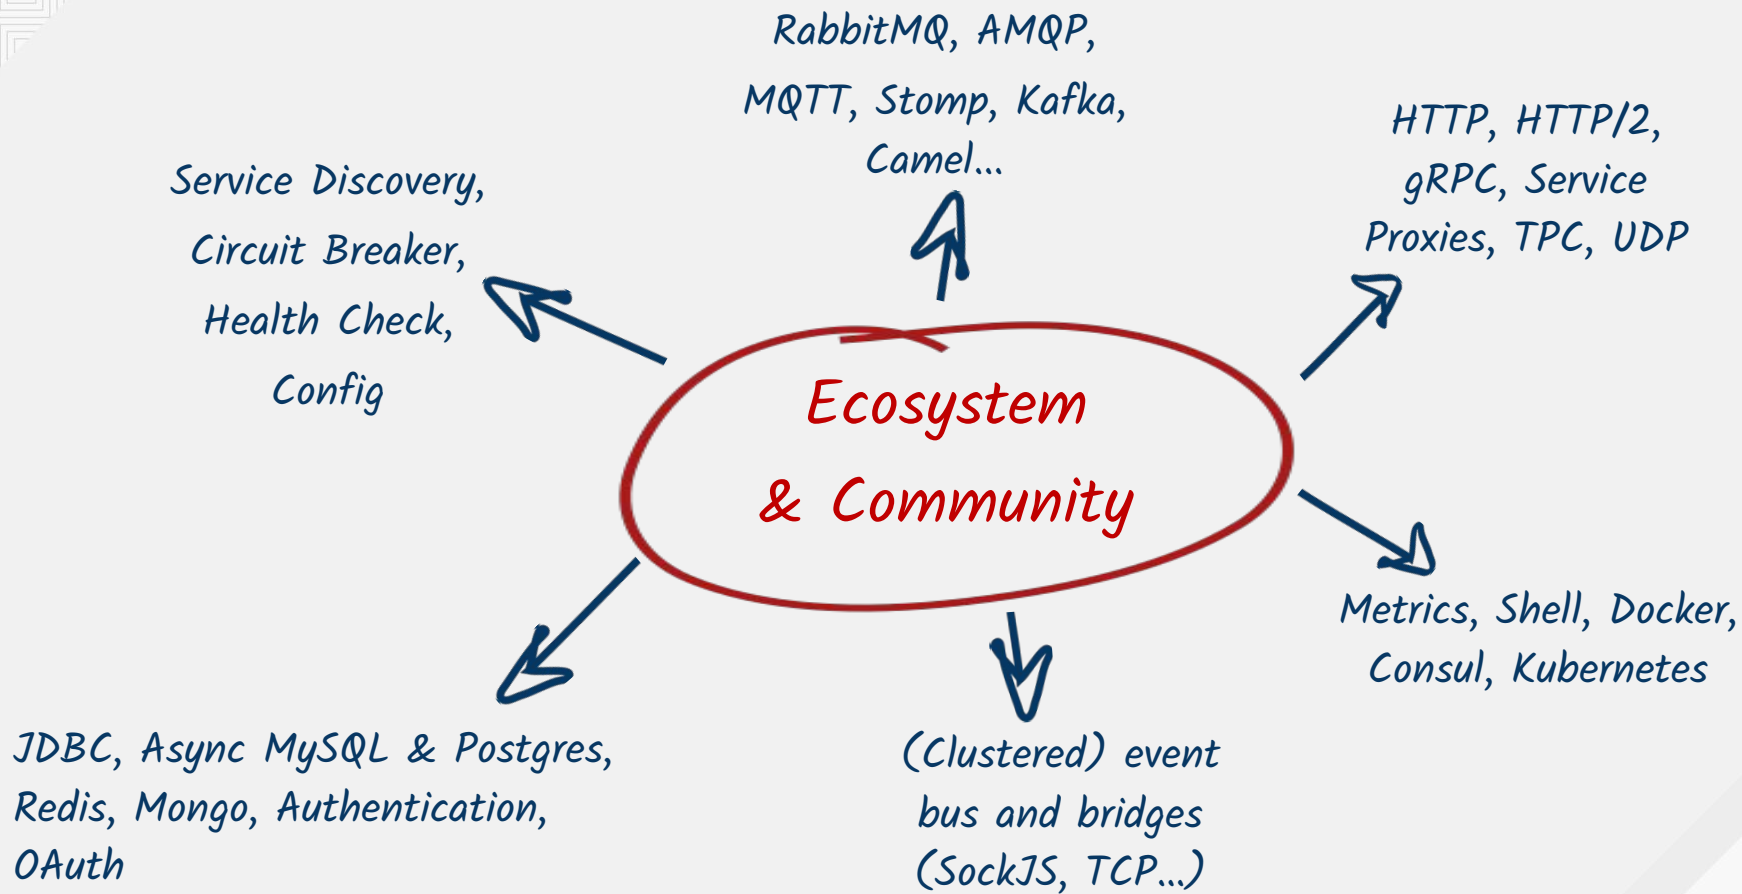 RabbitMQ, AMQP,
MQTT, Stomp, Kafka,
Camel...
HTTP, HTTP/2,
gRPC, Service
Proxies, TPC, UDP
Service Discovery,
Circuit Breaker,
Health Check,
Config
Ecosystem
& Community
Metrics, Shell, Docker,
Consul, Kubernetes
JDBC, Async MySQL & Postgres,
Redis, Mongo, Authentication,
OAuth
(Clustered) event
bus and bridges
(SockJS, TCP...)